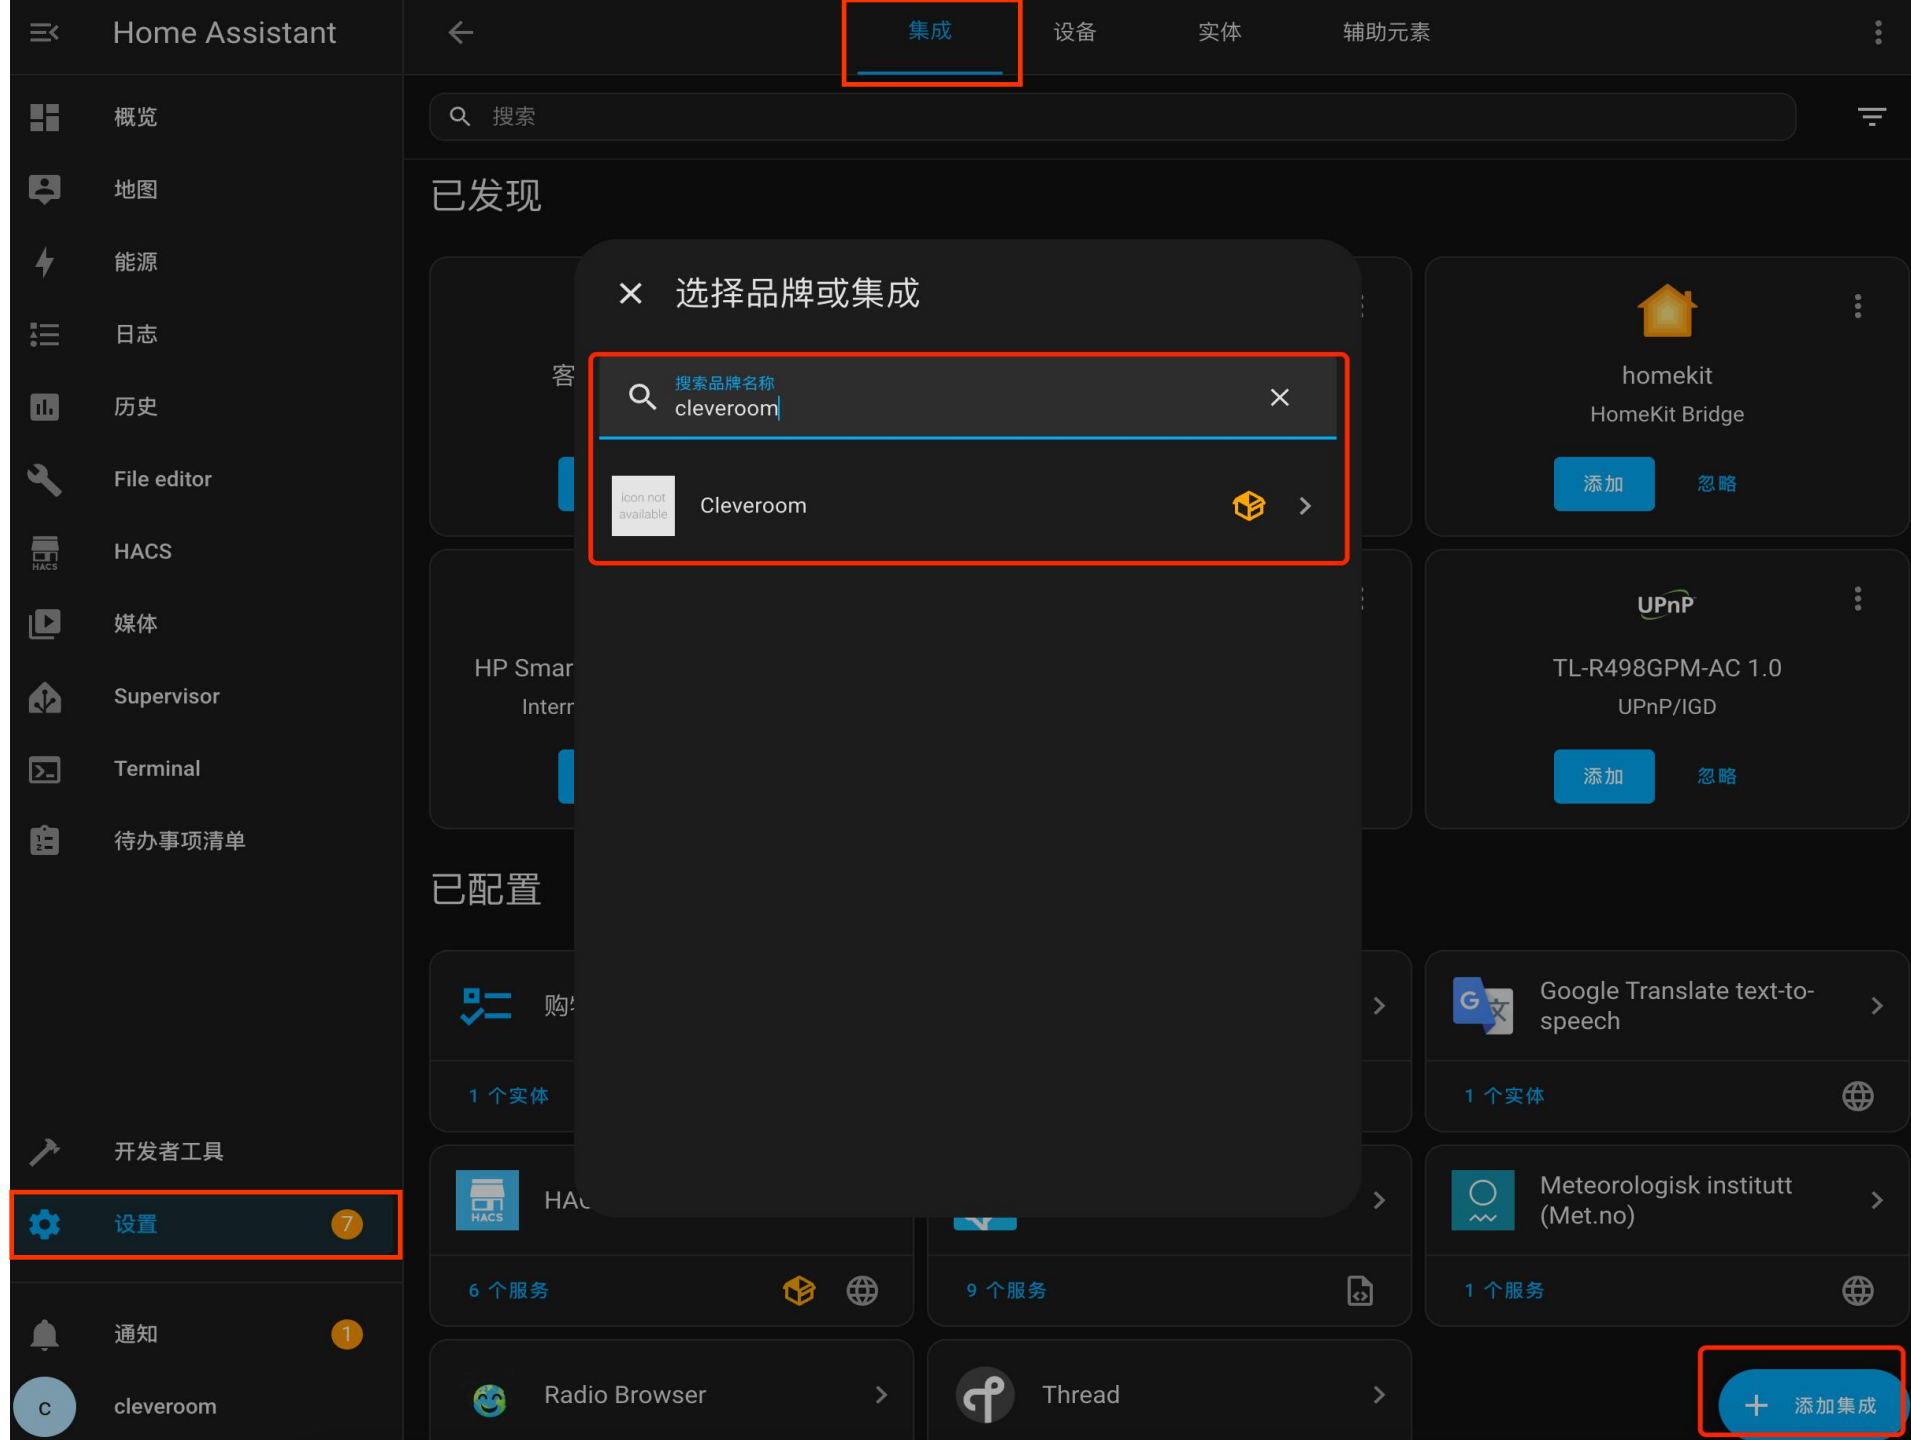 Home Assistant
集成
设备
实体
辅助元素
概览
地图
能源
日志
历史
File editor
HACS
HACS
媒体
Supervisor
Terminal
待办事项清单
开发者工具
设置
7
通知
1
c
cleveroom
搜索
已发现
选择品牌或集成
搜索品牌名称
cleveroom
icon not
available
Cleveroom
客
homekit
HomeKit Bridge
添加
忽略
HP Smar
Intern
UPnP
TL-R498GPM-AC 1.0
UPnP/IGD
添加
忽略
已配置
Google Translate text-to-
speech
1 个实体
1 个实体
HACS
HA
Meteorologisk institutt
(Met.no)
6 个服务
9 个服务
1 个服务
Radio Browser
Thread
添加集成